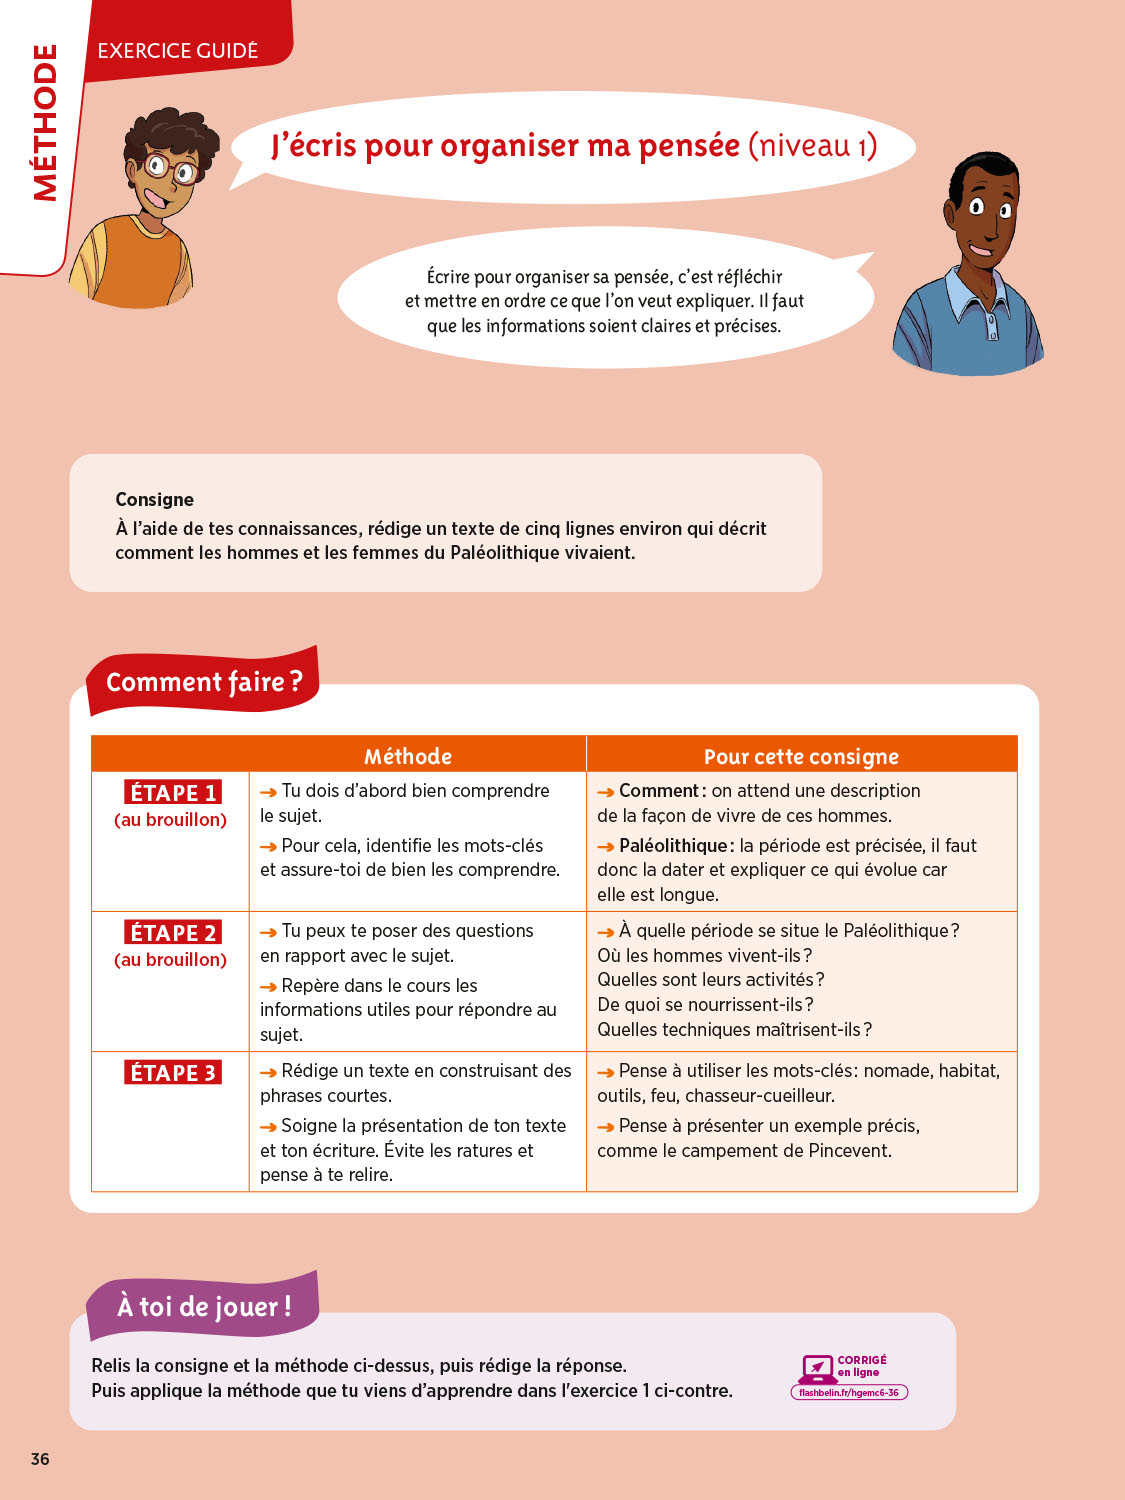 MÉTHODE
EXERCICE GUIDÉ
J’écris pour organiser ma pensée (niveau 1)
Écrire pour organiser sa pensée, c’est réfléchir
et mettre en ordre ce que l’on veut expliquer. Il faut
que les informations soient claires et précises.
Consigne
À l’aide de tes connaissances, rédige un texte de cinq lignes environ qui décrit
comment les hommes et les femmes du Paléolithique vivaient.
Comment faire ?
Méthode
Pour cette consigne
ÉTAPE 1
(au brouillon)
➞ Tu dois d’abord bien comprendre
le sujet.
➞ Pour cela, identifie les mots-clés
et assure-toi de bien les comprendre.
➞ Comment : on attend une description
de la façon de vivre de ces hommes.
➞ Paléolithique : la période est précisée, il faut
donc la dater et expliquer ce qui évolue car
elle est longue.
ÉTAPE 2
(au brouillon)
➞ Tu peux te poser des questions
en rapport avec le sujet.
➞ Repère dans le cours les
informations utiles pour répondre au
sujet.
➞ À quelle période se situe le Paléolithique ?
Où les hommes vivent-ils ?
Quelles sont leurs activités ?
De quoi se nourrissent-ils ?
Quelles techniques maîtrisent-ils ?
ÉTAPE 3
➞ Rédige un texte en construisant des
phrases courtes.
➞ Soigne la présentation de ton texte
et ton écriture. Évite les ratures et
pense à te relire.
➞ Pense à utiliser les mots-clés : nomade, habitat,
outils, feu, chasseur-cueilleur.
➞ Pense à présenter un exemple précis,
comme le campement de Pincevent.
À toi de jouer !
Relis la consigne et la méthode ci-dessus, puis rédige la réponse.
Puis applique la méthode que tu viens d’apprendre dans l'exercice 1 ci-contre.
CORRIGÉ
en ligne
flashbelin.fr/hgemc6-36
36